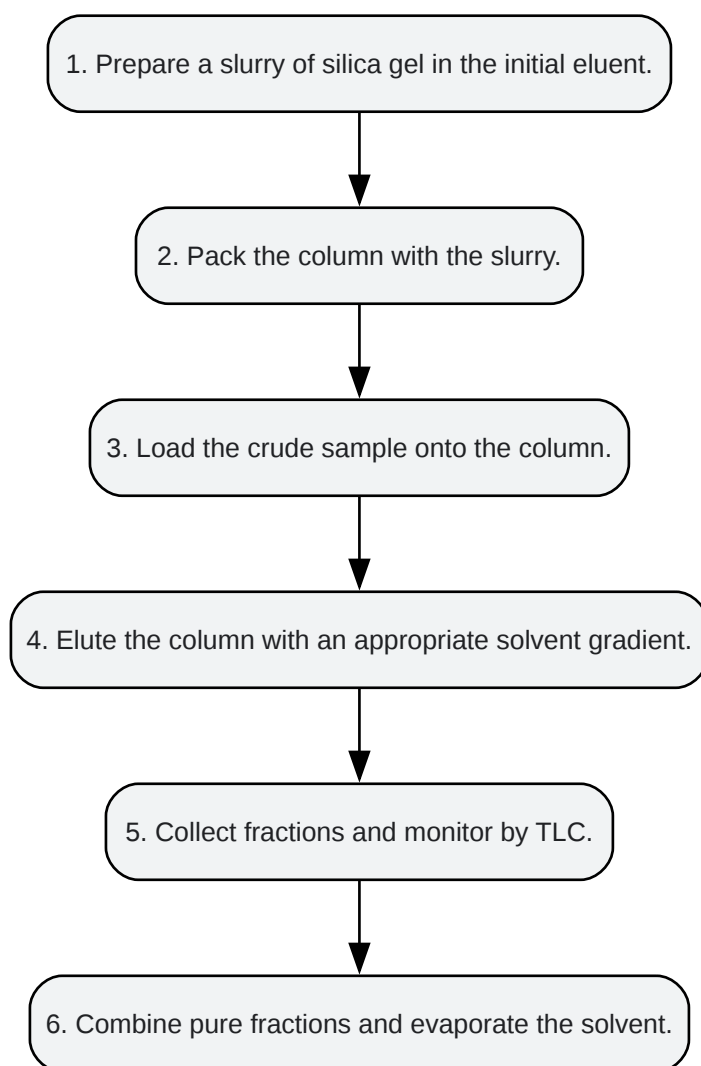 1. Prepare a slurry of silica gel in the initial eluent.
2. Pack the column with the slurry.
3. Load the crude sample onto the column.
4. Elute the column with an appropriate solvent gradient.
5. Collect fractions and monitor by TLC.
6. Combine pure fractions and evaporate the solvent.